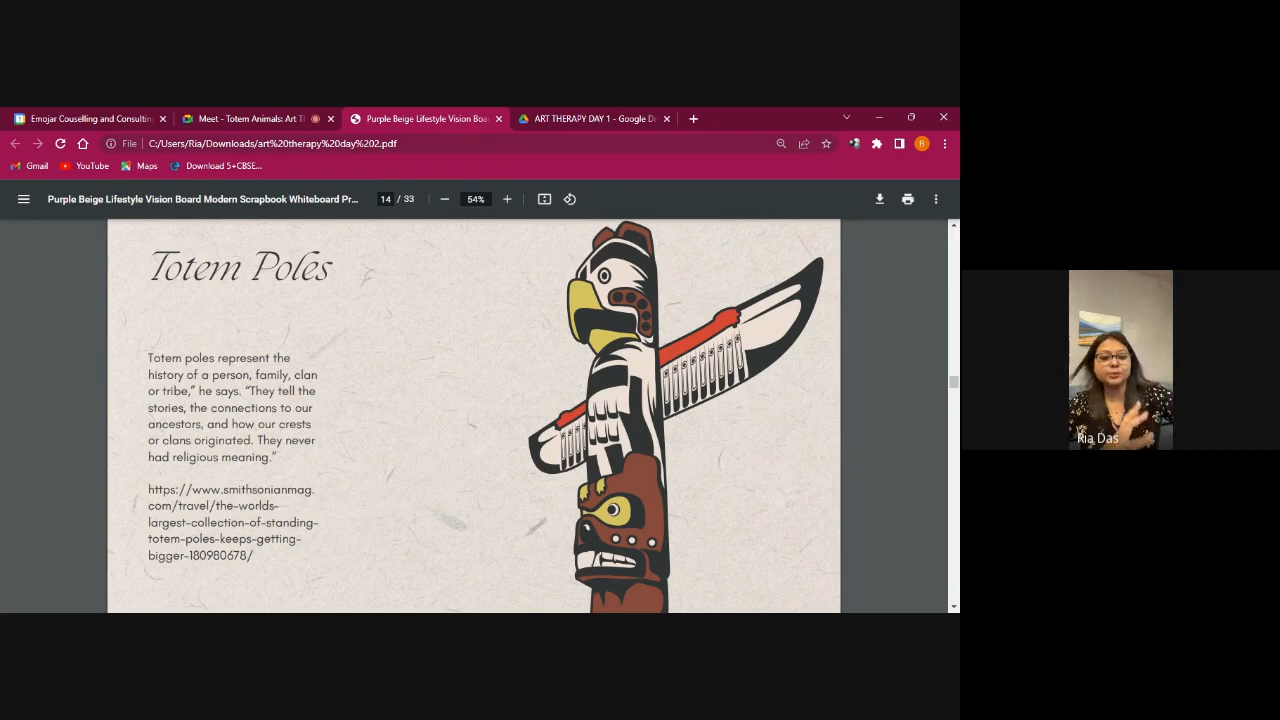 Emojar Couselling and Consultin
Meet - Totem Animals: Art T
Purple Beige Lifestyle Vision Boa
ART THERAPY DAY 1 - Google D
File
C:/Users/Ria/Downloads/art%20therapy%20day%202.pdf
R
Gmail
YouTube
Maps
Download 5+CBSE...
Purple Beige Lifestyle Vision Board Modern Scrapbook Whiteboard Pr...
14 / 33
54%
Totem Poles
Totem poles represent the
history of a person, family, clan
or tribe,” he says. “They tell the
stories, the connections to our
ancestors, and how our crests
or clans originated. They never
had religious meaning.”
https://www.smithsonianmag.
com/travel/the-worlds-
largest-collection-of-standing-
totem-poles-keeps-getting-
bigger-180980678/
Ria Das